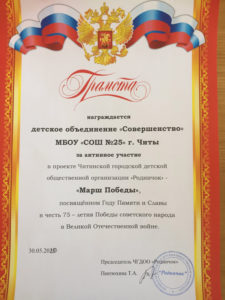 Грамота
награждается
детское объединение «Совершенство»
МБОУ «СОШ №25» г. Читы
за активное участие
в проекте Читинской городской детской
общественной организации «Родничок» -
«Марш Победы»,
посвящённом Году Памяти и Славы
в честь 75 – летия Победы советского народа
в Великой Отечественной войне.
30.05.2020
Председатель ЧГДОО «Родничок»
Пинтюхина Т.А.
"Родничок"